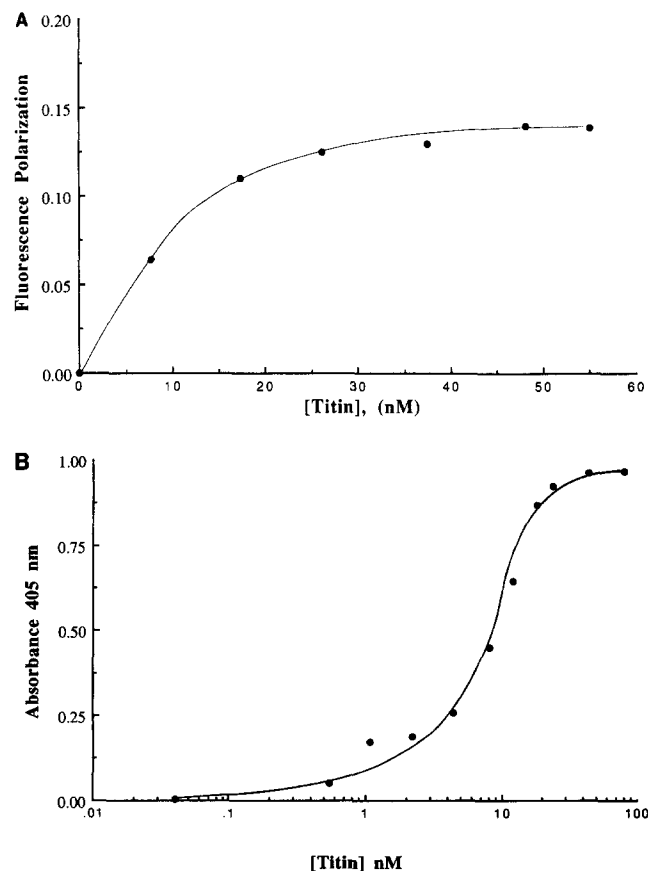 A
0.20
0.15
0.10
0.05
0.00
Fluorescence Polarization
0 10 20 30 40 50 60
[Titin], (nM)
B
1.00
0.75
0.50
0.25
0.00
Absorbance 405 nm
.01 .1 1 10 100
[Titin] nM